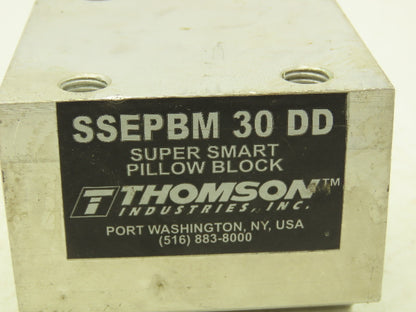 SSEPBM 30 DD
SUPER SMART
PILLOW BLOCK
T THOMSON™
INDUSTRIES, INC.
PORT WASHINGTON, NY, USA
(516) 883-8000